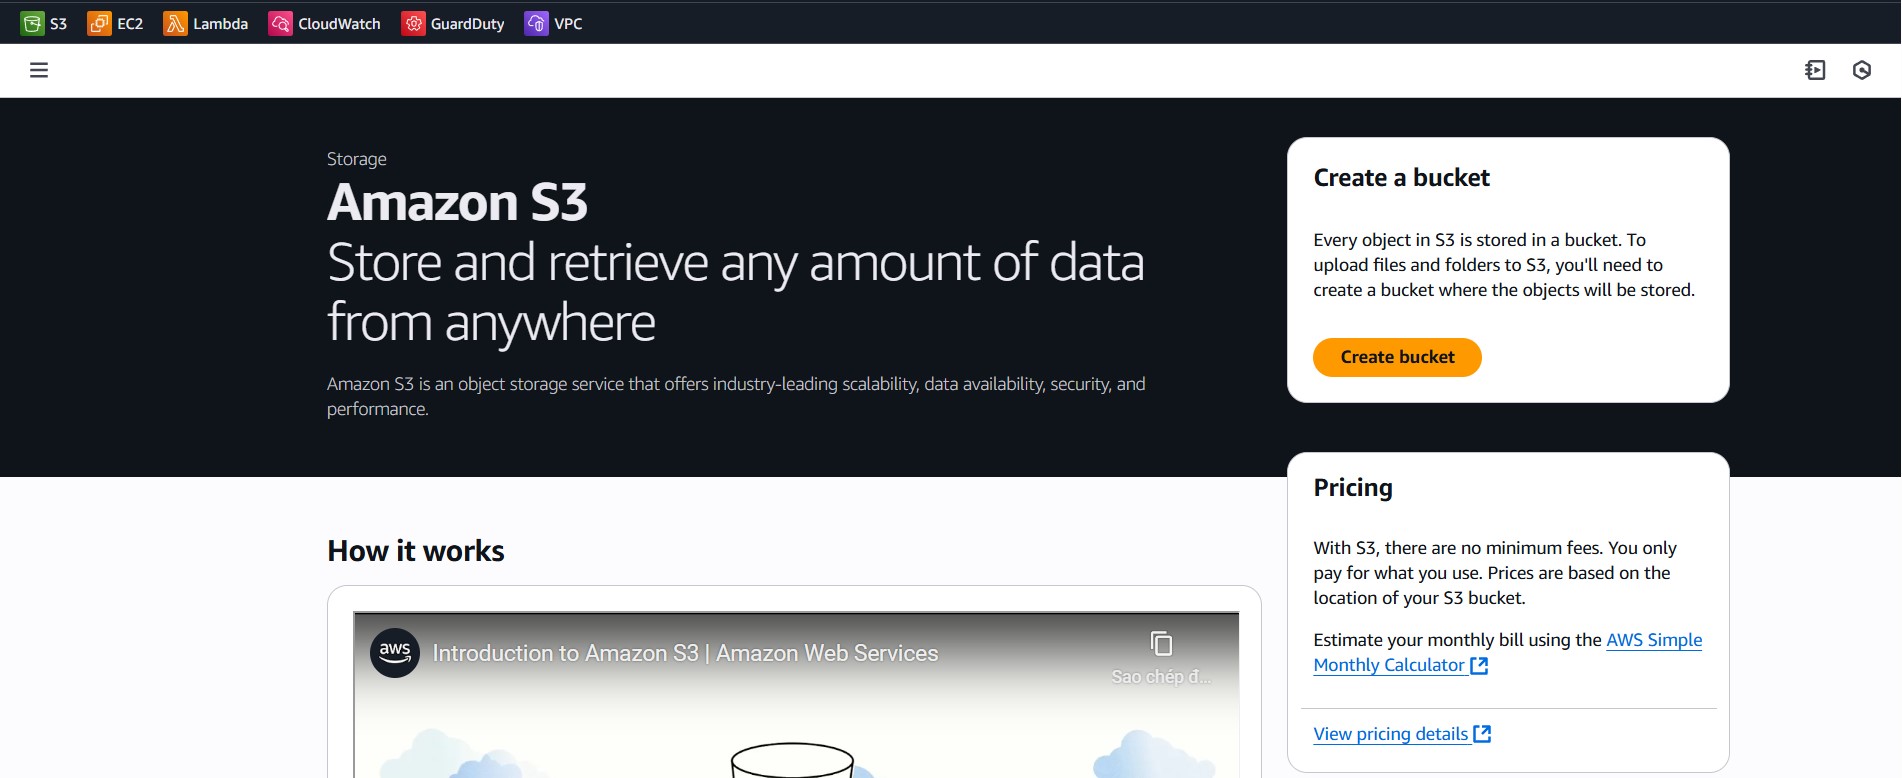 S3 EC2 Lambda CloudWatch GuardDuty VPC
Storage
Amazon S3
Store and retrieve any amount of data
from anywhere
Amazon S3 is an object storage service that offers industry-leading scalability, data availability, security, and
performance.
Create a bucket
Every object in S3 is stored in a bucket. To
upload files and folders to S3, you'll need to
create a bucket where the objects will be stored.
Create bucket
How it works
aws Introduction to Amazon S3 | Amazon Web Services
Sao chép đ...
Pricing
With S3, there are no minimum fees. You only
pay for what you use. Prices are based on the
location of your S3 bucket.
Estimate your monthly bill using the AWS Simple
Monthly Calculator
View pricing details